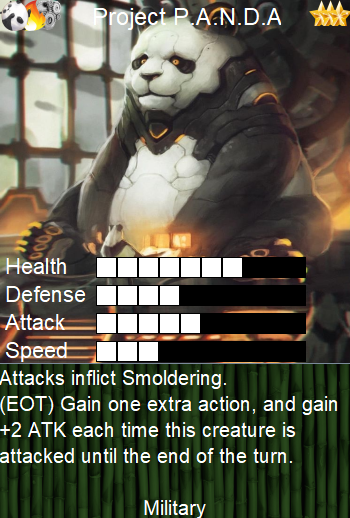 Project P.A.N.D.A
Health
Defense
Attack
Speed
Attacks inflict Smoldering.
(EOT) Gain one extra action, and gain
+2 ATK each time this creature is
attacked until the end of the turn.
Military